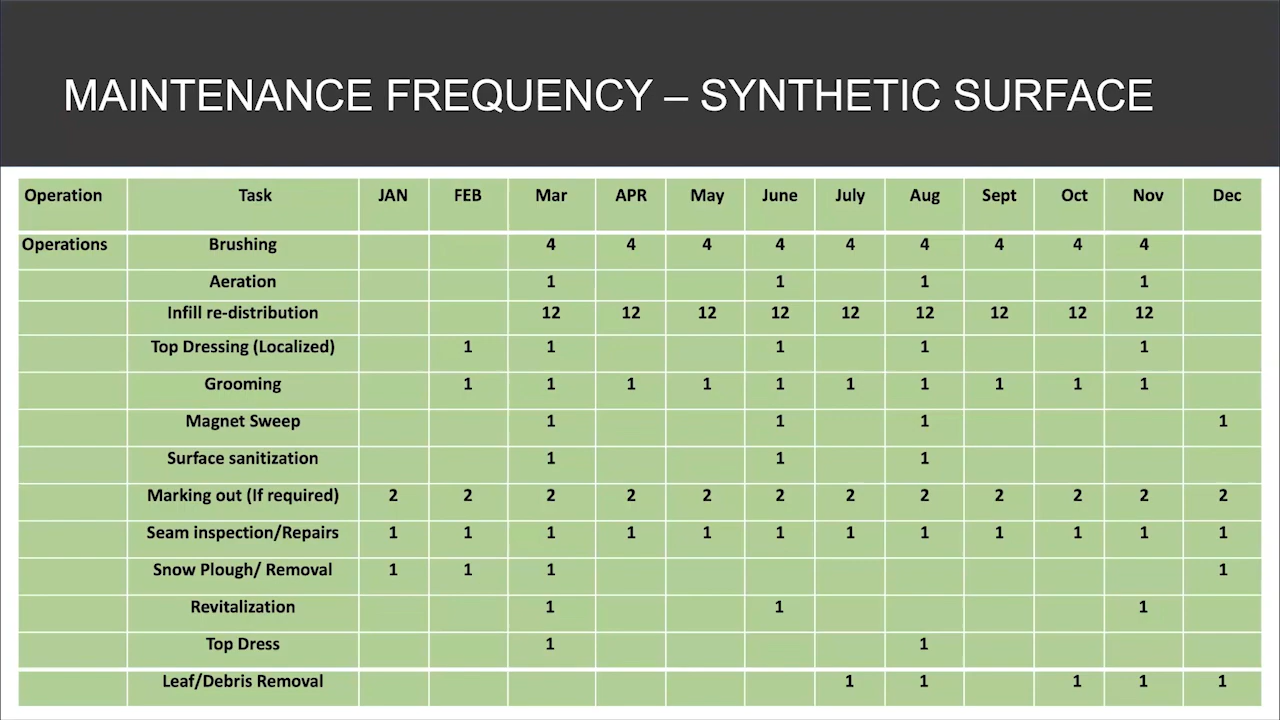 MAINTENANCE FREQUENCY – SYNTHETIC SURFACE
Operation Task JAN FEB Mar APR May June July Aug Sept Oct Nov Dec
Operations Brushing 4 4 4 4 4 4 4 4 4
Aeration 1 1 1 1
Infill re-distribution 12 12 12 12 12 12 12 12 12
Top Dressing (Localized) 1 1 1 1 1
Grooming 1 1 1 1 1 1 1 1 1 1
Magnet Sweep 1 1 1 1
Surface sanitization 1 1 1
Marking out (If required) 2 2 2 2 2 2 2 2 2 2 2 2
Seam inspection/Repairs 1 1 1 1 1 1 1 1 1 1 1 1
Snow Plough/ Removal 1 1 1 1
Revitalization 1 1 1
Top Dress 1 1
Leaf/Debris Removal 1 1 1 1 1